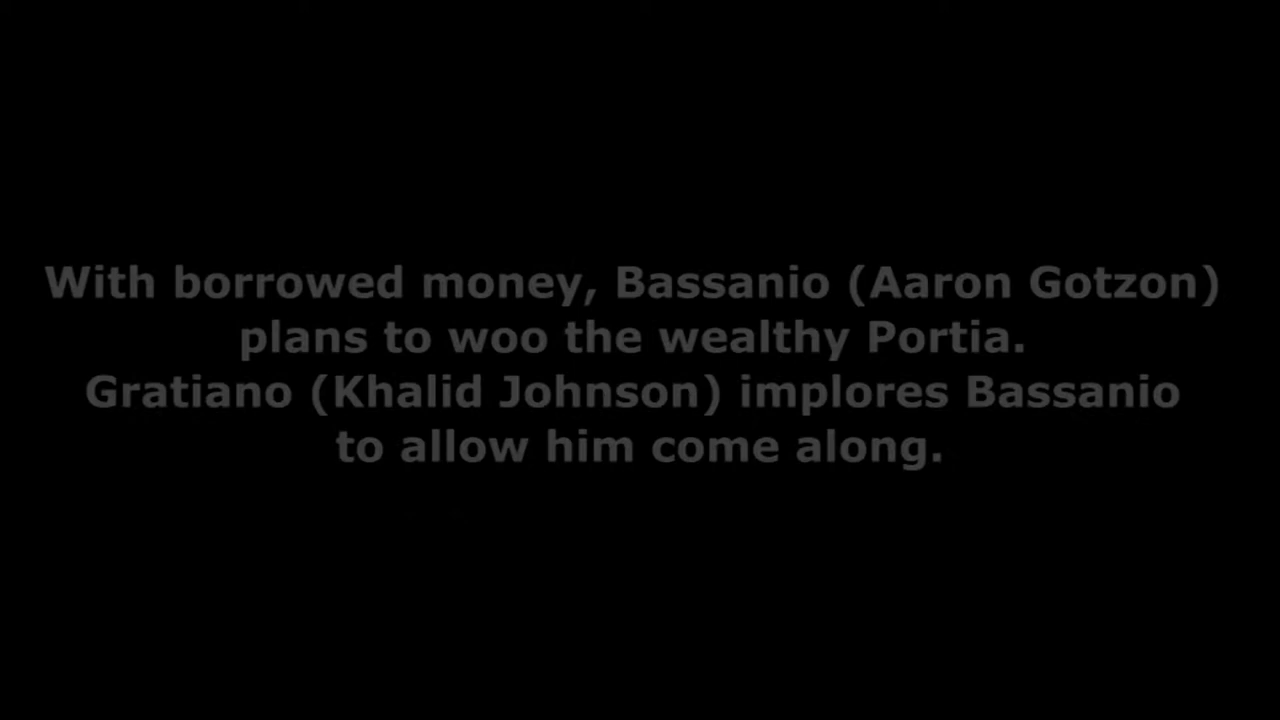 With borrowed money, Bassanio (Aaron Gotzon)
plans to woo the wealthy Portia.
Gratiano (Khalid Johnson) implores Bassanio
to allow him come along.